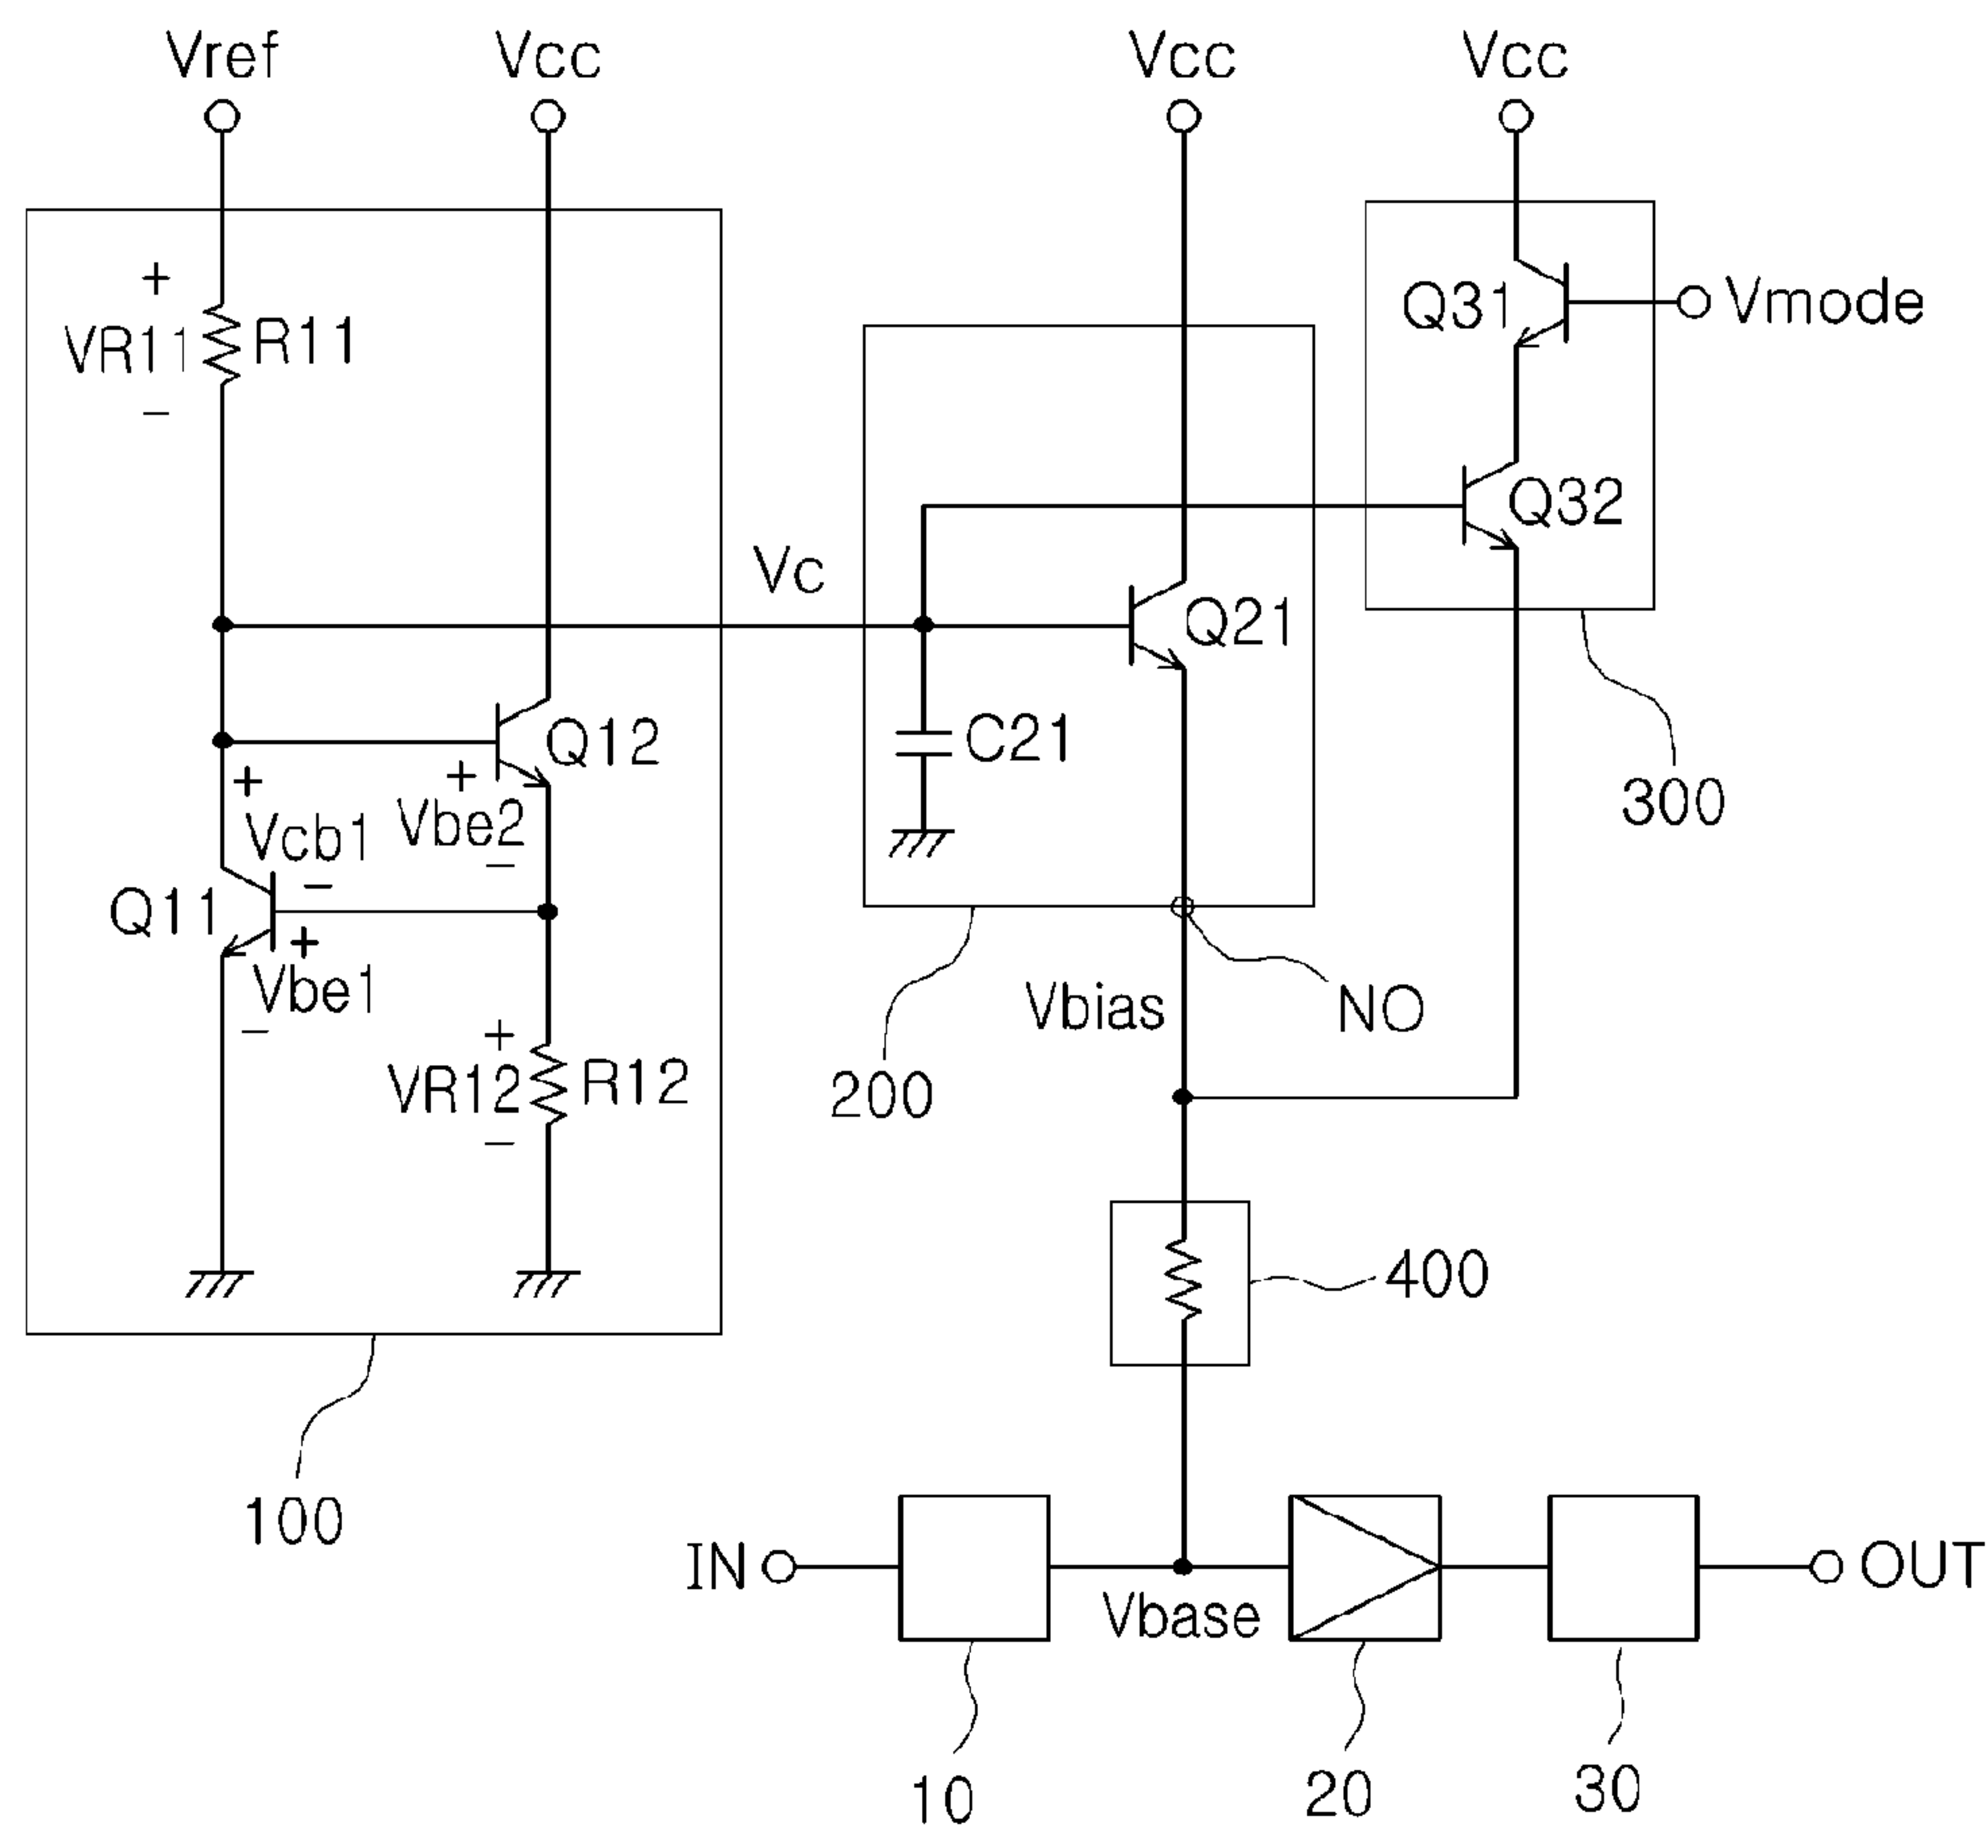 Vref
Vcc
Vcc
Vcc
+
VR11
R11
−
Q31
Vmode
Q32
Vc
Q21
Q12
C21
300
+
+
Vcb1
Vbe2
−
−
Q11
+
Vbe1
−
NO
Vbias
+
VR12
R12
−
200
400
100
IN
OUT
Vbase
10
20
30